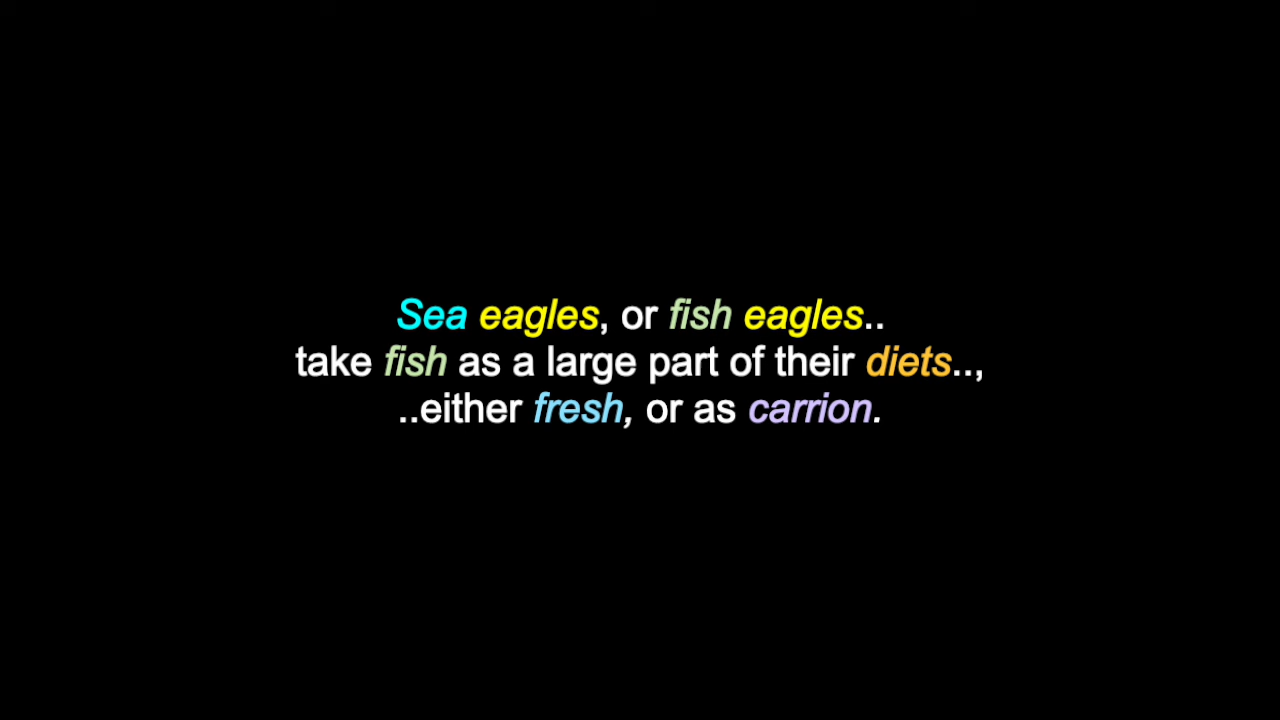 Sea eagles, or fish eagles..
take fish as a large part of their diets..,
..either fresh, or as carrion.